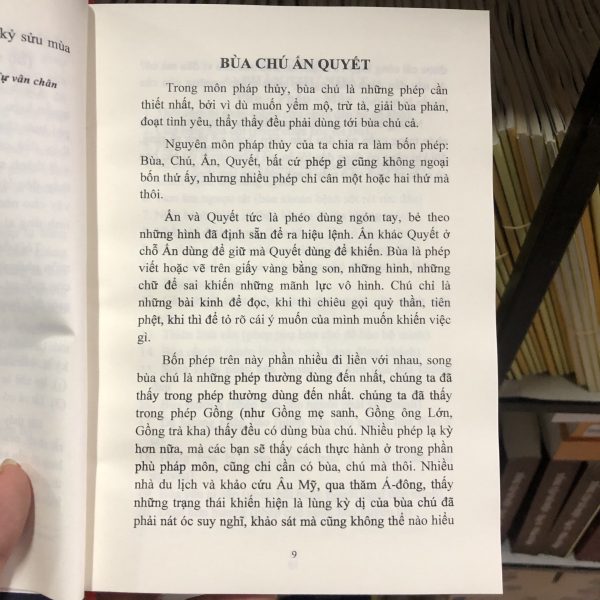 kỷ sửu mùa
ự vân chân
BÙA CHÚ ẤN QUYẾT
Trong môn pháp thủy, bùa chú là những phép cần
thiết nhất, bởi vì dù muốn yểm mộ, trừ tà, giải bùa phản,
đoạt tình yêu, thẩy thẩy đều phải dùng tới bùa chú cả.
Nguyên môn pháp thủy của ta chia ra làm bốn phép:
Bùa, Chú, Ấn, Quyết, bất cứ phép gì cũng không ngoại
bốn thứ ấy, nhưng nhiều phép chỉ cần một hoặc hai thứ mà
thôi.
Ấn và Quyết tức là phéo dùng ngón tay, bẻ theo
những hình đã định sẵn để ra hiệu lệnh. Ấn khác Quyết ở
chỗ Ấn dùng để giữ mà Quyết dùng để khiến. Bùa là phép
viết hoặc vẽ trên giấy vàng bằng son, những hình, những
chữ để sai khiến những mãnh lực vô hình. Chú chỉ là
những bài kinh để đọc, khi thì chiêu gọi quỷ thần, tiên
phệt, khi thì để tỏ rõ cái ý muốn của mình muốn khiến việc
gì.
Bốn phép trên này phần nhiều đi liền với nhau, song
bùa chú là những phép thường dùng đến nhất, chúng ta đã
thấy trong phép thường dùng đến nhất. chúng ta đã thấy
trong phép Gồng (như Gồng mẹ sanh, Gồng ông Lớn,
Gồng trà kha) thấy đều có dùng bùa chú. Nhiều phép lạ kỳ
hơn nữa, mà các bạn sẽ thấy cách thực hành ở trong phần
phù pháp môn, cũng chỉ cần có bùa, chú mà thôi. Nhiều
nhà du lịch và khảo cứu Âu Mỹ, qua thăm Á-đông, thấy
những trạng thái khiến hiện là lùng kỳ dị của bùa chú đã
phải nát óc suy nghĩ, khảo sát mà cũng không thể nào hiểu
9